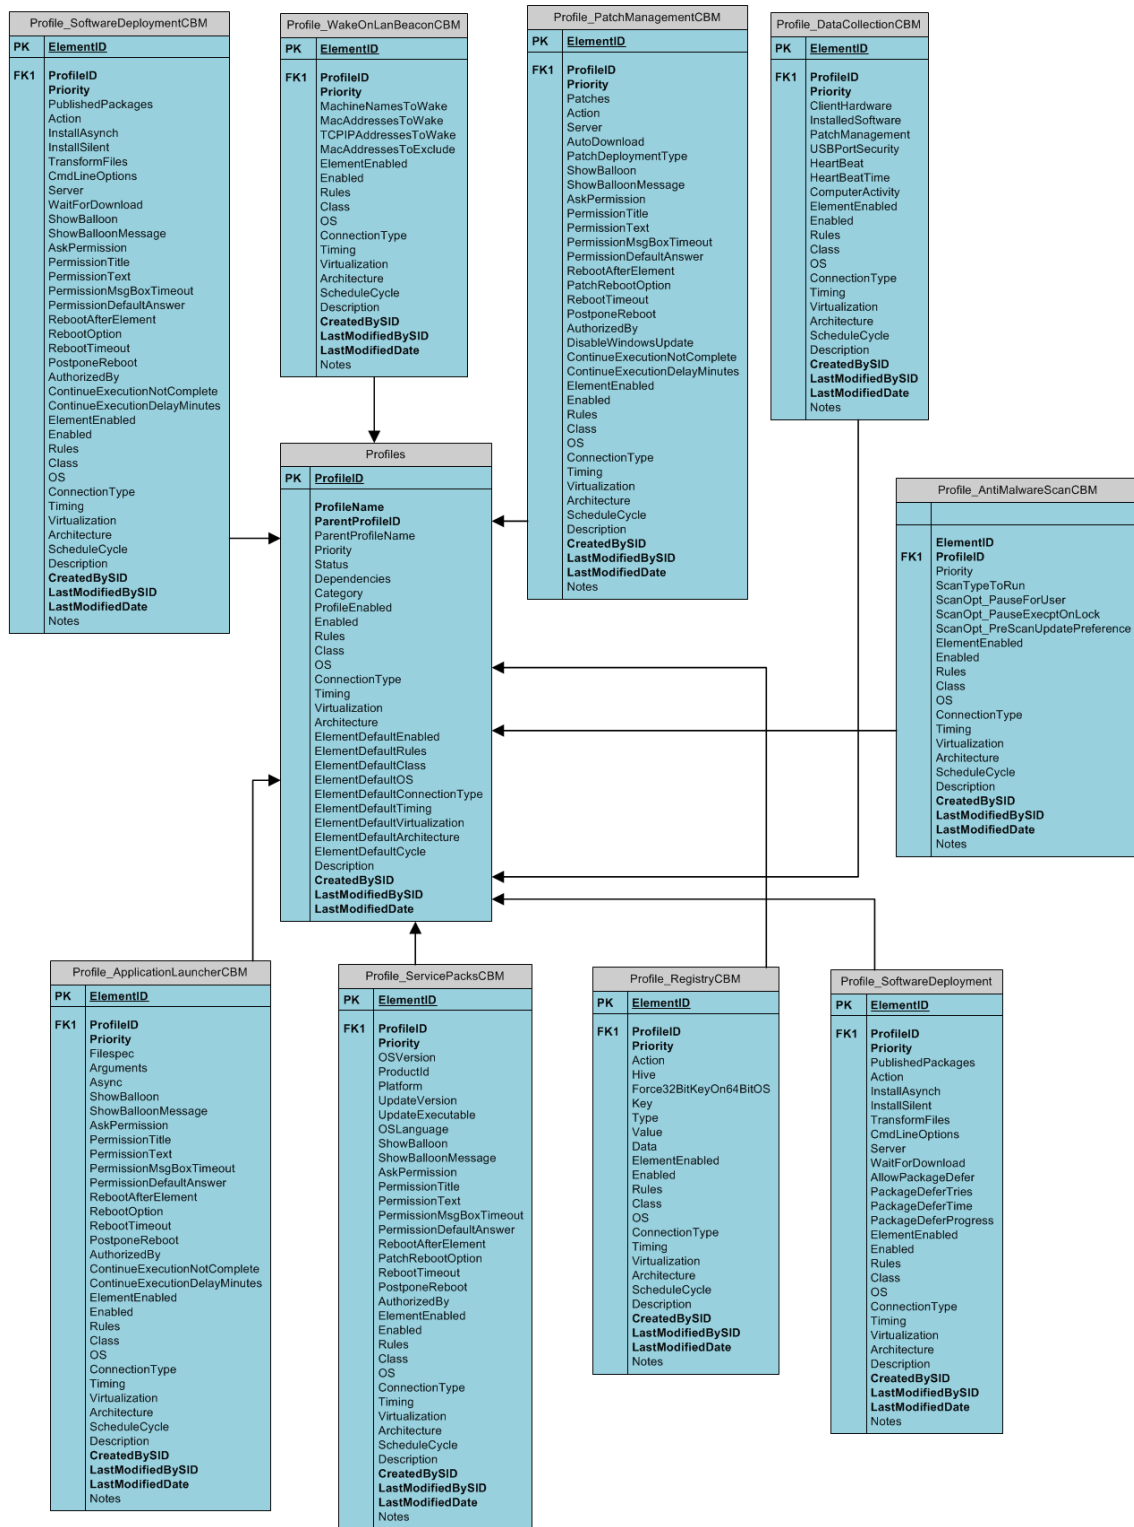 Profile_SoftwareDeploymentCBM
PK ElementID
FK1 ProfileID
Priority
PublishedPackages
Action
InstallAsynch
InstallSilent
TransformFiles
CmdLineOptions
Server
WaitForDownload
ShowBalloon
ShowBalloonMessage
AskPermission
PermissionTitle
PermissionText
PermissionMsgBoxTimeout
PermissionDefaultAnswer
RebootAfterElement
RebootOption
RebootTimeout
PostponeReboot
AuthorizedBy
ContinueExecutionNotComplete
ContinueExecutionDelayMinutes
ElementEnabled
Enabled
Rules
Class
OS
ConnectionType
Timing
Virtualization
Architecture
ScheduleCycle
Description
CreatedBySID
LastModifiedBySID
LastModifiedDate
Notes
Profile_WakeOnLanBeaconCBM
PK ElementID
FK1 ProfileID
Priority
MachineNamesToWake
MacAddressesToWake
TCPIPAddressesToWake
MacAddressesToExclude
ElementEnabled
Enabled
Rules
Class
OS
ConnectionType
Timing
Virtualization
Architecture
ScheduleCycle
Description
CreatedBySID
LastModifiedBySID
LastModifiedDate
Notes
Profile_PatchManagementCBM
PK ElementID
FK1 ProfileID
Priority
Patches
Action
Server
AutoDownload
PatchDeploymentType
ShowBalloon
ShowBalloonMessage
AskPermission
PermissionTitle
PermissionText
PermissionMsgBoxTimeout
PermissionDefaultAnswer
RebootAfterElement
PatchRebootOption
RebootTimeout
PostponeReboot
AuthorizedBy
DisableWindowsUpdate
ContinueExecutionNotComplete
ContinueExecutionDelayMinutes
ElementEnabled
Enabled
Rules
Class
OS
ConnectionType
Timing
Virtualization
Architecture
ScheduleCycle
Description
CreatedBySID
LastModifiedBySID
LastModifiedDate
Notes
Profile_DataCollectionCBM
PK ElementID
FK1 ProfileID
Priority
ClientHardware
InstalledSoftware
PatchManagement
USBPortSecurity
HeartBeat
HeartBeatTime
ComputerActivity
ElementEnabled
Enabled
Rules
Class
OS
ConnectionType
Timing
Virtualization
Architecture
ScheduleCycle
Description
CreatedBySID
LastModifiedBySID
LastModifiedDate
Notes
Profiles
PK ProfileID
ProfileName
ParentProfileID
ParentProfileName
Priority
Status
Dependencies
Category
ProfileEnabled
Enabled
Rules
Class
OS
ConnectionType
Timing
Virtualization
Architecture
ElementDefaultEnabled
ElementDefaultRules
ElementDefaultClass
ElementDefaultOS
ElementDefaultConnectionType
ElementDefaultTiming
ElementDefaultVirtualization
ElementDefaultArchitecture
ElementDefaultCycle
Description
CreatedBySID
LastModifiedBySID
LastModifiedDate
Profile_AntiMalwareScanCBM
ElementID
FK1 ProfileID
Priority
ScanTypeToRun
ScanOpt_PauseForUser
ScanOpt_PauseExecptOnLock
ScanOpt_PreScanUpdatePreference
ElementEnabled
Enabled
Rules
Class
OS
ConnectionType
Timing
Virtualization
Architecture
ScheduleCycle
Description
CreatedBySID
LastModifiedBySID
LastModifiedDate
Notes
Profile_ApplicationLauncherCBM
PK ElementID
FK1 ProfileID
Priority
Filespec
Arguments
Async
ShowBalloon
ShowBalloonMessage
AskPermission
PermissionTitle
PermissionText
PermissionMsgBoxTimeout
PermissionDefaultAnswer
RebootAfterElement
RebootOption
RebootTimeout
PostponeReboot
AuthorizedBy
ContinueExecutionNotComplete
ContinueExecutionDelayMinutes
ElementEnabled
Enabled
Rules
Class
OS
ConnectionType
Timing
Virtualization
Architecture
ScheduleCycle
Description
CreatedBySID
LastModifiedBySID
LastModifiedDate
Notes
Profile_ServicePacksCBM
PK ElementID
FK1 ProfileID
Priority
OSVersion
ProductId
Platform
UpdateVersion
UpdateExecutable
OSLanguage
ShowBalloon
ShowBalloonMessage
AskPermission
PermissionTitle
PermissionText
PermissionMsgBoxTimeout
PermissionDefaultAnswer
RebootAfterElement
PatchRebootOption
RebootTimeout
PostponeReboot
AuthorizedBy
ElementEnabled
Enabled
Rules
Class
OS
ConnectionType
Timing
Virtualization
Architecture
ScheduleCycle
Description
CreatedBySID
LastModifiedBySID
LastModifiedDate
Notes
Profile_RegistryCBM
PK ElementID
FK1 ProfileID
Priority
Action
Hive
Force32BitKeyOn64BitOS
Key
Type
Value
Data
ElementEnabled
Enabled
Rules
Class
OS
ConnectionType
Timing
Virtualization
Architecture
ScheduleCycle
Description
CreatedBySID
LastModifiedBySID
LastModifiedDate
Notes
Profile_SoftwareDeployment
PK ElementID
FK1 ProfileID
Priority
PublishedPackages
Action
InstallAsynch
InstallSilent
TransformFiles
CmdLineOptions
Server
WaitForDownload
AllowPackageDefer
PackageDeferTries
PackageDeferTime
PackageDeferProgress
ElementEnabled
Enabled
Rules
Class
OS
ConnectionType
Timing
Virtualization
Architecture
Description
CreatedBySID
LastModifiedBySID
LastModifiedDate
Notes